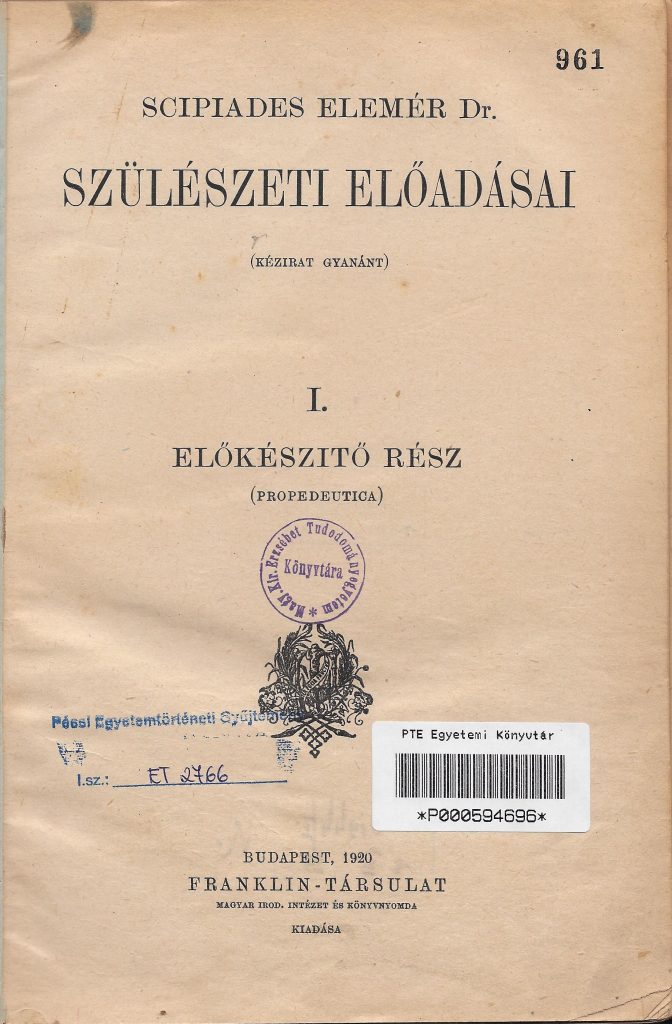 961
SCIPIADES ELEMÉR Dr.
SZÜLÉSZETI ELŐADÁSAI
(KÉZIRAT GYANÁNT)
I.
ELŐKÉSZITŐ RÉSZ
(PROPEDEUTICA)
Magy. Kir. Erzsébet Tudományegyetem
Könyvtára
Pécsi Egyetemtörténeti Gyűjtemény
I.sz.: ET 2766
PTE Egyetemi Könyvtár
*P000594696*
BUDAPEST, 1920
FRANKLIN-TÁRSULAT
MAGYAR IROD. INTÉZET ÉS KÖNYVNYOMDA
KIADÁSA